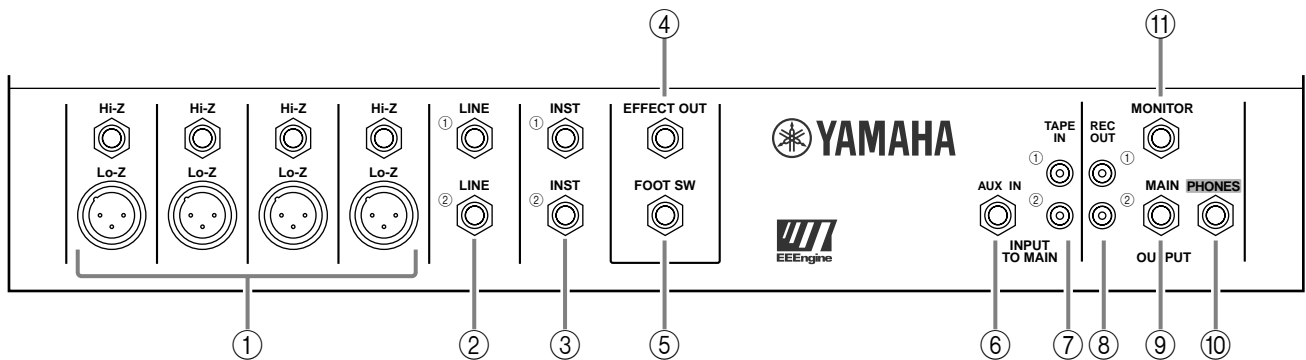 ④ ⑪
Hi-Z Hi-Z Hi-Z Hi-Z ① LINE ① INST EFFECT OUT YAMAHA TAPE IN REC OUT MONITOR
① ①
Lo-Z Lo-Z Lo-Z Lo-Z ② LINE ② INST FOOT SW AUX IN ② ② MAIN PHONES
EEEngine INPUT TO MAIN OUTPUT
① ② ③ ⑤ ⑥ ⑦ ⑧ ⑨ ⑩